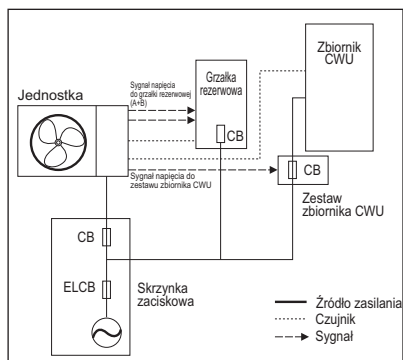 Zbiornik
CWU
Sygnał napięcia
do grzałki rezerwowej
(A+B)
Grzałka
rezerwowa
Jednostka
CB
Sygnał napięcia do
zestawu zbiornika CWU
CB
Zestaw
zbiornika CWU
CB
ELCB
Skrzynka
zaciskowa
Źródło zasilania
Czujnik
Sygnał